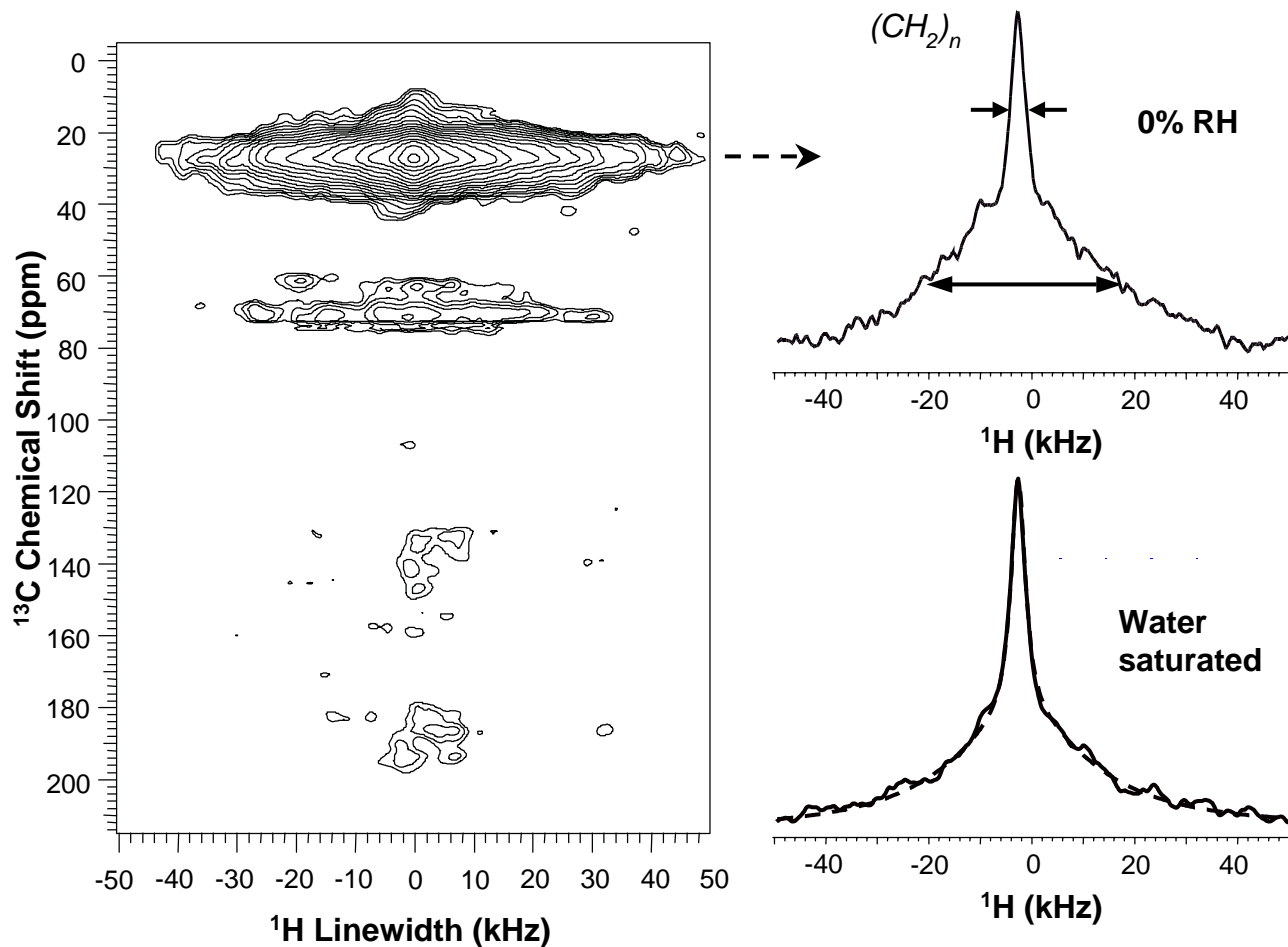 0
20
40
60
80
100
120
140
160
180
200
¹³C Chemical Shift (ppm)
-50 -40 -30 -20 -10 0 10 20 30 40 50
¹H Linewidth (kHz)
(CH₂)ₙ
0% RH
-40 -20 0 20 40
¹H (kHz)
Water
saturated
-40 -20 0 20 40
¹H (kHz)